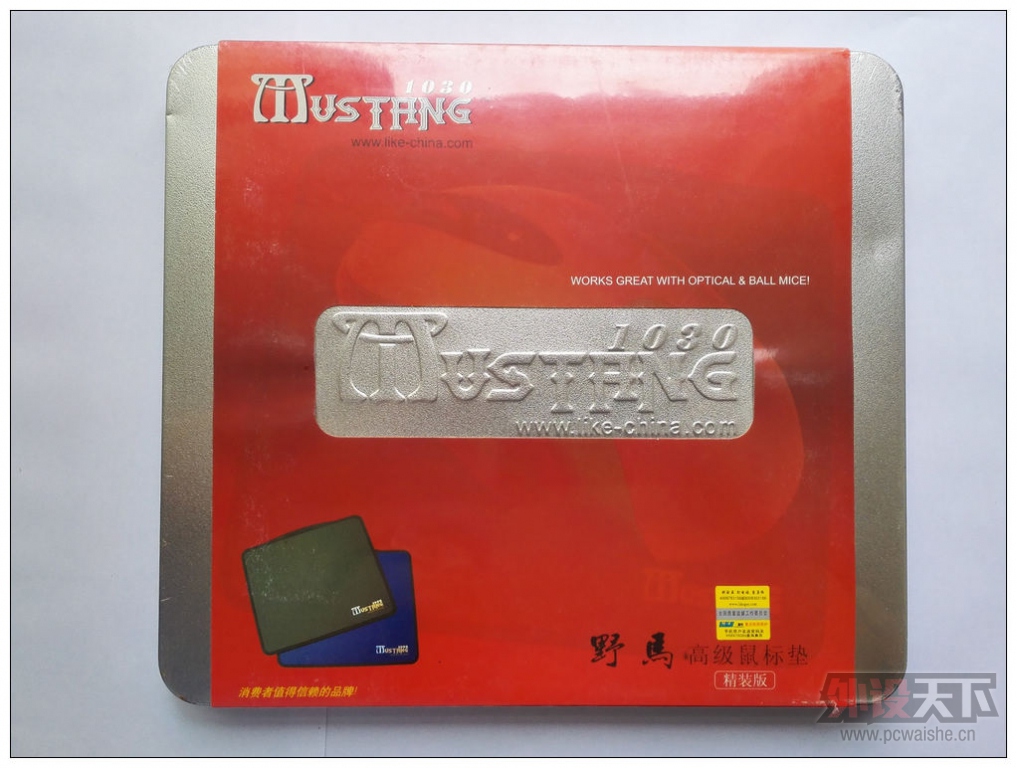 1030
MUSTANG
www.like-china.com
WORKS GREAT WITH OPTICAL & BALL MICE!
1030
MUSTANG
www.like-china.com
MUSTANG
MUSTANG
野馬高级鼠标垫
精装版
消费者值得信赖的品牌!
外设天下
www.pcwaishe.cn